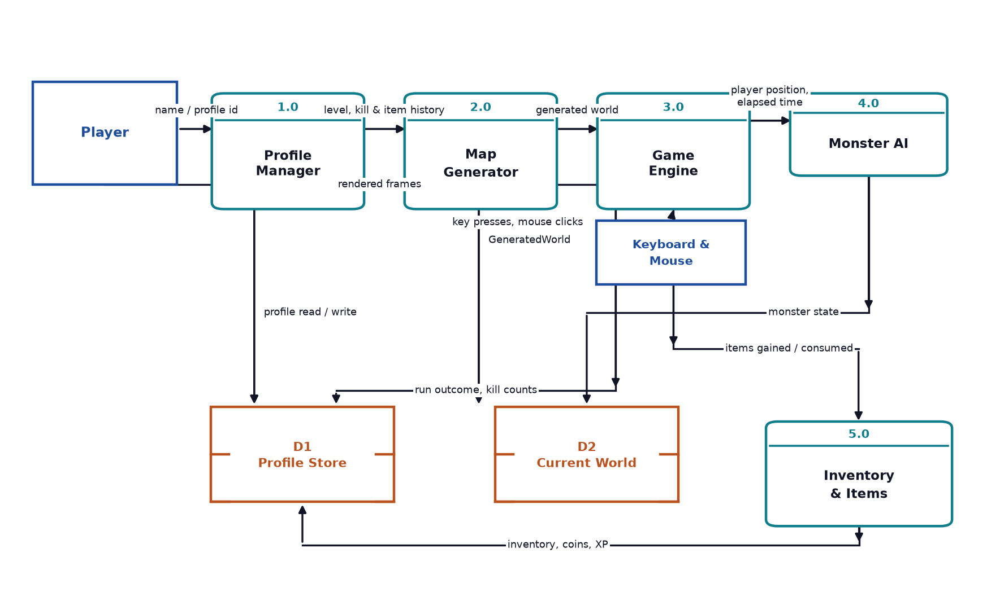 player position,
elapsed time
name / profile id
1.0
level, kill & item history
2.0
generated world
3.0
4.0
Player
Profile
Manager
Map
Generator
Game
Engine
Monster AI
rendered frames
key presses, mouse clicks
GeneratedWorld
Keyboard &
Mouse
profile read / write
monster state
items gained / consumed
run outcome, kill counts
D1
Profile Store
D2
Current World
5.0
Inventory
& Items
inventory, coins, XP